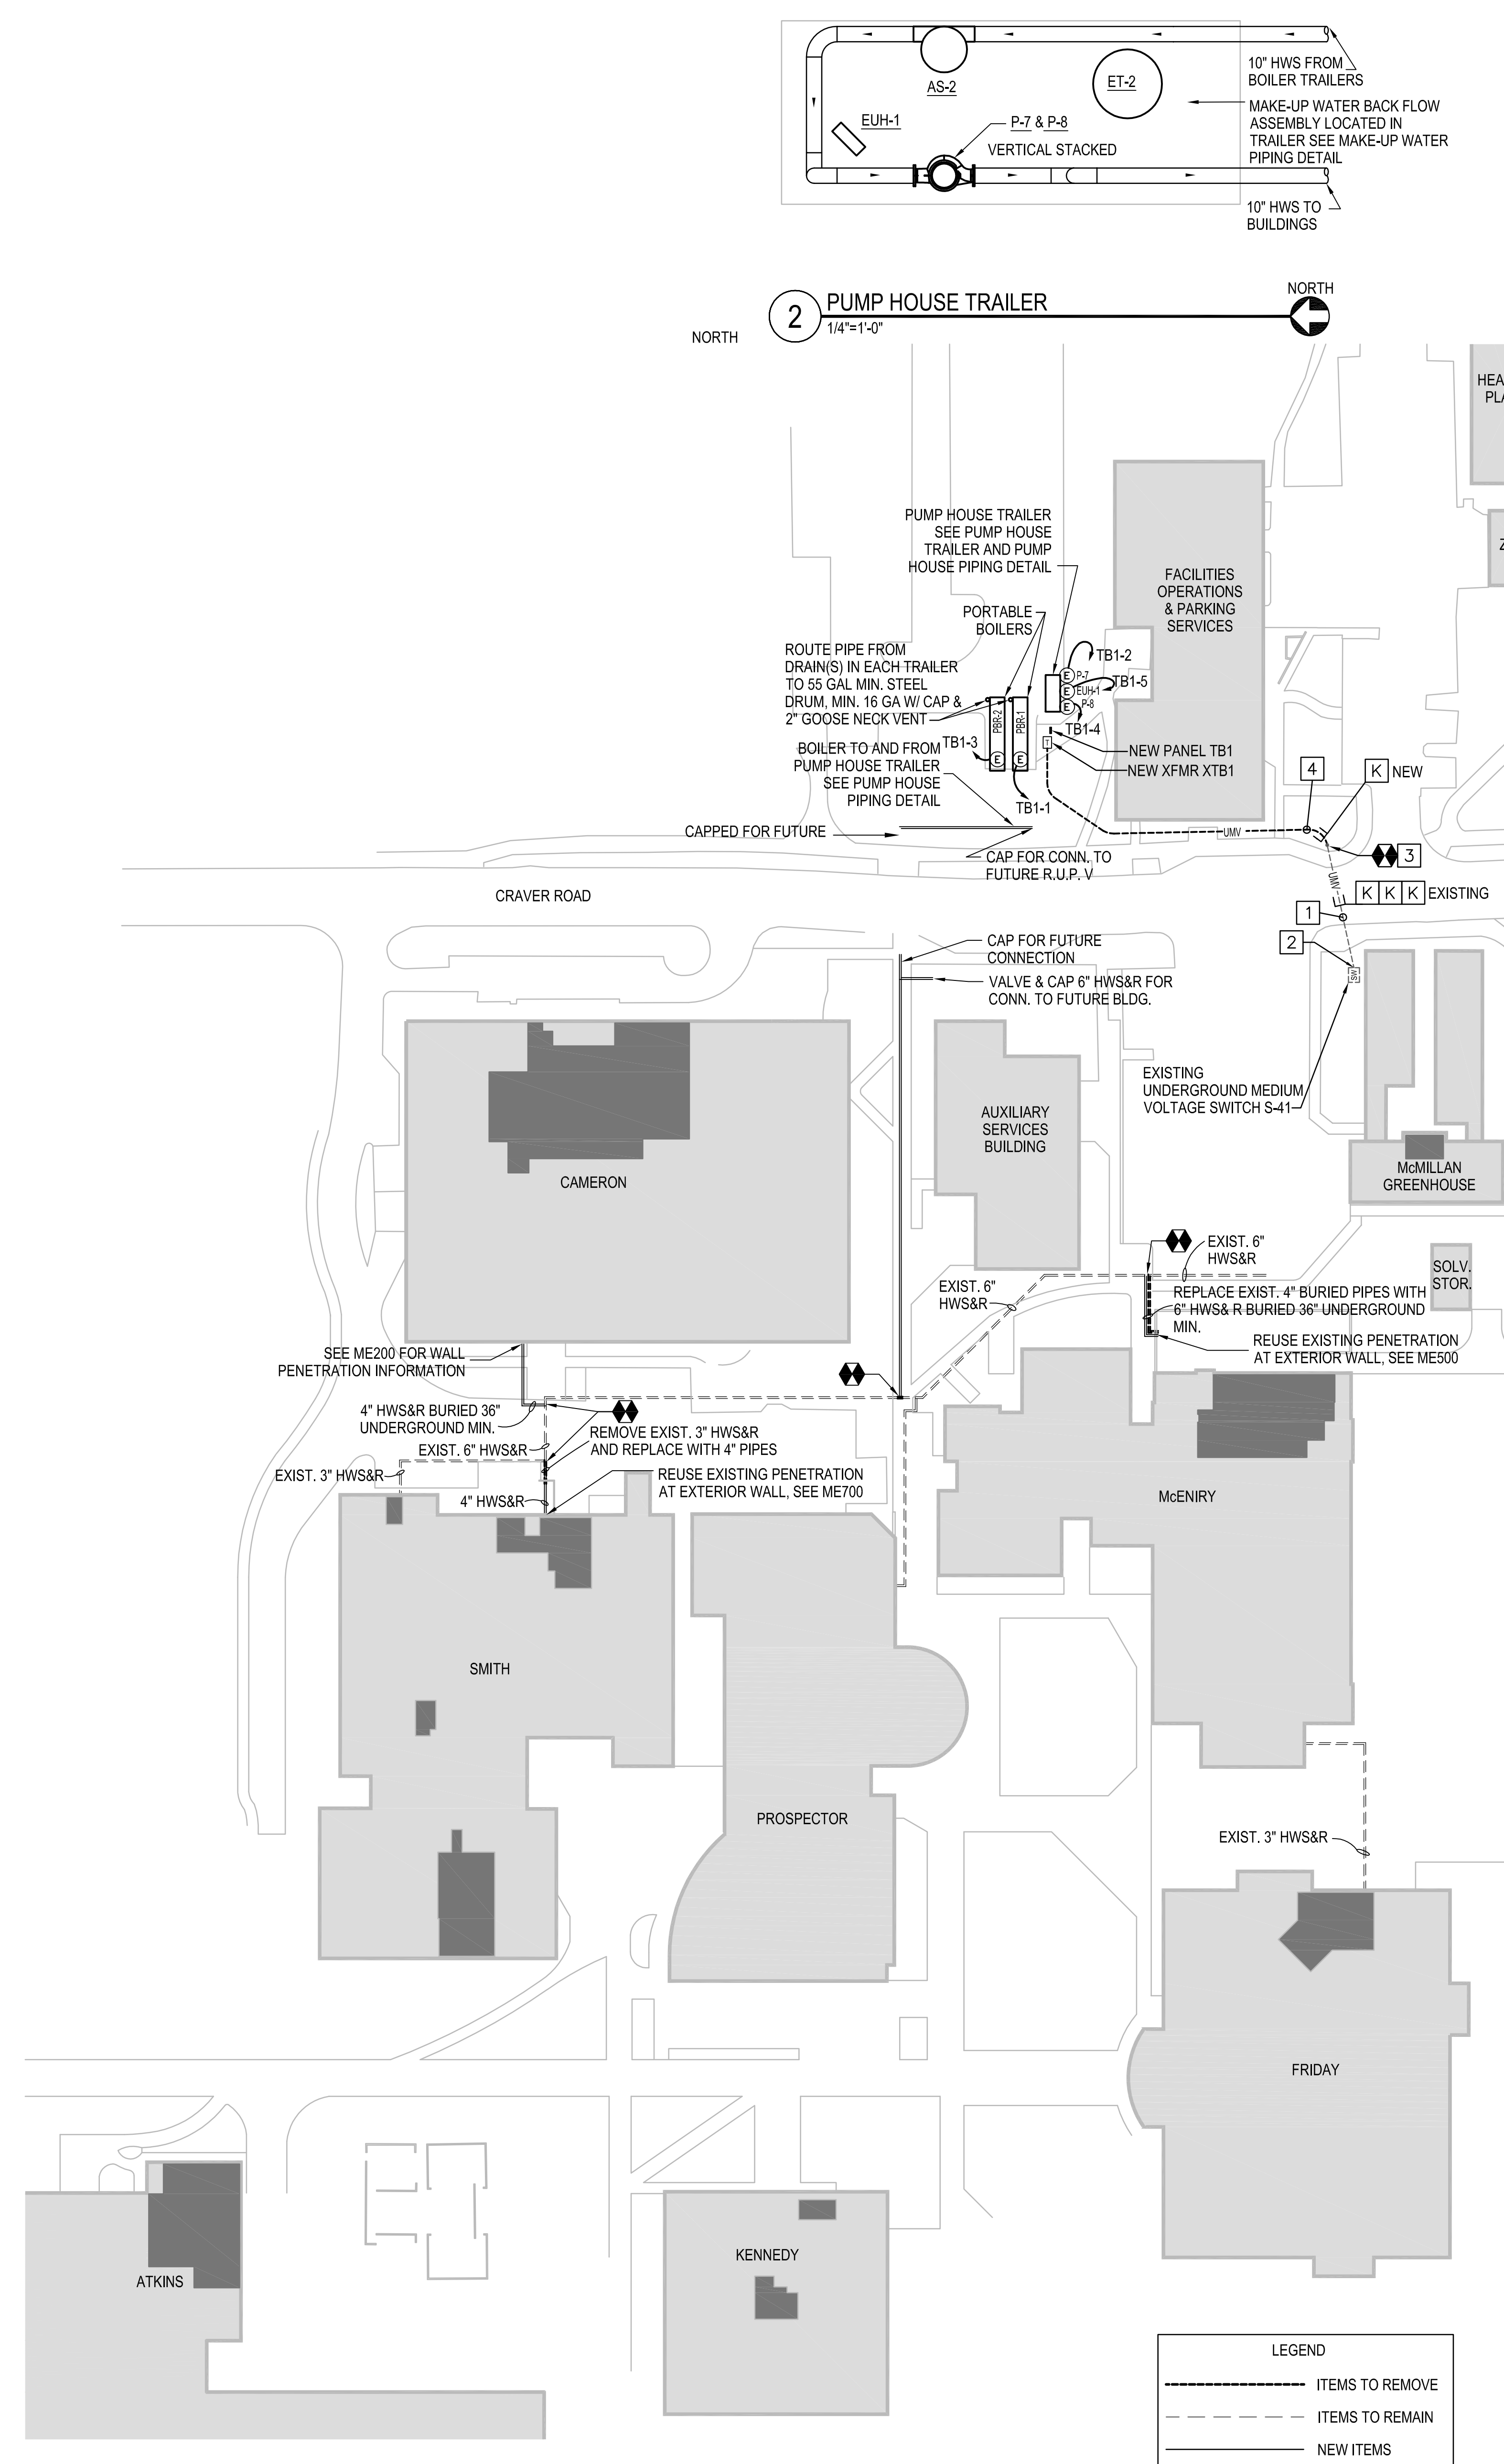 10" HWS FROM
BOILER TRAILERS
AS-2
ET-2
MAKE-UP WATER BACK FLOW
ASSEMBLY LOCATED IN
TRAILER SEE MAKE-UP WATER
PIPING DETAIL
EUH-1
P-7 & P-8
VERTICAL STACKED
10" HWS TO
BUILDINGS
2
PUMP HOUSE TRAILER
1/4"=1'-0"
NORTH
NORTH
PUMP HOUSE TRAILER
SEE PUMP HOUSE
TRAILER AND PUMP
HOUSE PIPING DETAIL
FACILITIES
OPERATIONS
& PARKING
SERVICES
PORTABLE
BOILERS
ROUTE PIPE FROM
DRAIN(S) IN EACH TRAILER
TO 55 GAL MIN. STEEL
DRUM, MIN. 16 GA W/ CAP &
2" GOOSE NECK VENT
TB1-2
E P-7
TB1-5
E EUH-1
E P-8
TB1-4
PBR-2
PBR-1
TB1-3
E
E
TB1-1
T
NEW PANEL TB1
NEW XFMR XTB1
BOILER TO AND FROM
PUMP HOUSE TRAILER
SEE PUMP HOUSE
PIPING DETAIL
4
K NEW
CAPPED FOR FUTURE
UMV
3
CAP FOR CONN. TO
FUTURE R.U.P. V
UMV
K K K EXISTING
CRAVER ROAD
1
2
SW
CAP FOR FUTURE
CONNECTION
VALVE & CAP 6" HWS&R FOR
CONN. TO FUTURE BLDG.
EXISTING
UNDERGROUND MEDIUM
VOLTAGE SWITCH S-41
AUXILIARY
SERVICES
BUILDING
CAMERON
McMILLAN
GREENHOUSE
EXIST. 6"
HWS&R
SOLV.
STOR.
EXIST. 6"
HWS&R
REPLACE EXIST. 4" BURIED PIPES WITH
6" HWS& R BURIED 36" UNDERGROUND
MIN.
REUSE EXISTING PENETRATION
AT EXTERIOR WALL, SEE ME500
SEE ME200 FOR WALL
PENETRATION INFORMATION
4" HWS&R BURIED 36"
UNDERGROUND MIN.
REMOVE EXIST. 3" HWS&R
AND REPLACE WITH 4" PIPES
EXIST. 6" HWS&R
EXIST. 3" HWS&R
REUSE EXISTING PENETRATION
AT EXTERIOR WALL, SEE ME700
4" HWS&R
McENIRY
SMITH
PROSPECTOR
EXIST. 3" HWS&R
FRIDAY
KENNEDY
ATKINS
LEGEND
ITEMS TO REMOVE
ITEMS TO REMAIN
NEW ITEMS